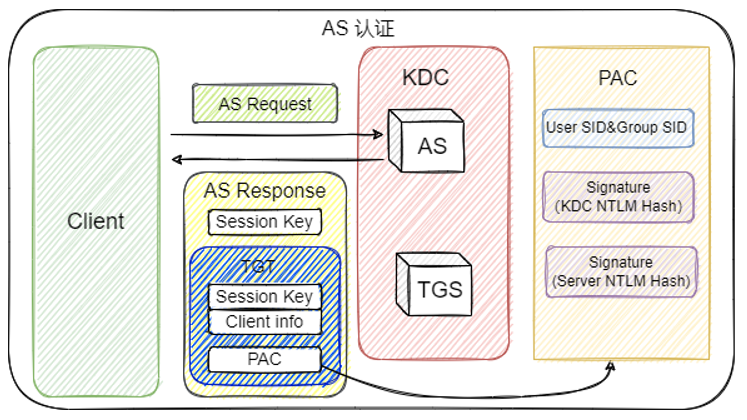 AS 认证
Client
AS Request
AS Response
Session Key
TGT
Session Key
Client info
PAC
KDC
AS
TGS
PAC
User SID&Group SID
Signature
(KDC NTLM Hash)
Signature
(Server NTLM Hash)